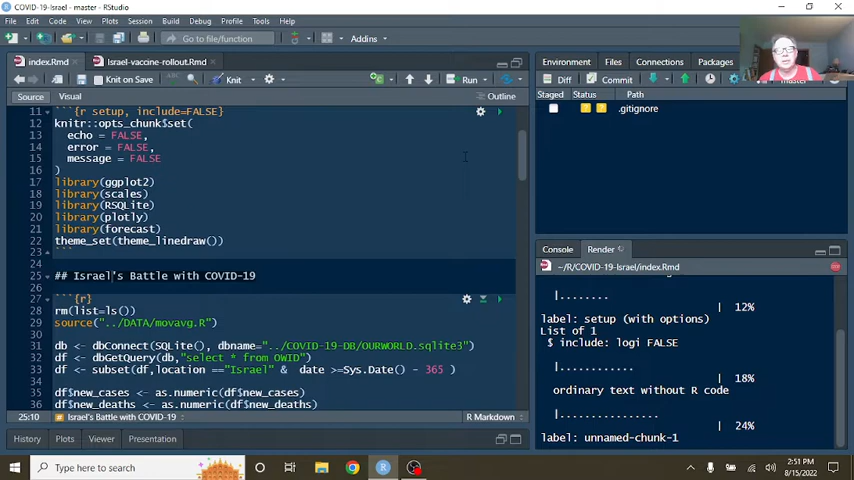 COVID-19-Israel - master - RStudio
File Edit Code View Plots Session Build Debug Profile Tools Help
Go to file/function
Addins
index.Rmd
Israel-vaccine-rollout.Rmd
Knit on Save
Knit
Run
Source Visual
Outline
11 ```{r setup, include=FALSE}
12 knitr::opts_chunk$set(
13 echo = FALSE,
14 error = FALSE,
15 message = FALSE
16 )
17 library(ggplot2)
18 library(scales)
19 library(RSQLite)
20 library(plotly)
21 library(forecast)
22 theme_set(theme_linedraw())
23 ```
24
25 ## Israel's Battle with COVID-19
26
27 ```{r}
28 rm(list=ls())
29 source("../DATA/movavg.R")
30
31 db <- dbConnect(SQLite(), dbname="../COVID-19-DB/OURWORLD.sqlite3")
32 df <- dbGetQuery(db,"select * from OWID")
33 df <- subset(df,location =="Israel" & date >=Sys.Date() - 365 )
34
35 df$new_cases <- as.numeric(df$new_cases)
36 df$new_deaths <- as.numeric(df$new_deaths)
25:10 Israel's Battle with COVID-19 R Markdown
History Plots Viewer Presentation
Environment Files Connections Packages
Diff Commit master
Staged Status Path
.gitignore
Console Render
~/R/COVID-19-Israel/index.Rmd
|........ | 12%
label: setup (with options)
List of 1
$ include: logi FALSE
|............ | 18%
ordinary text without R code
|................ | 24%
label: unnamed-chunk-1
Type here to search
2:51 PM
8/15/2022